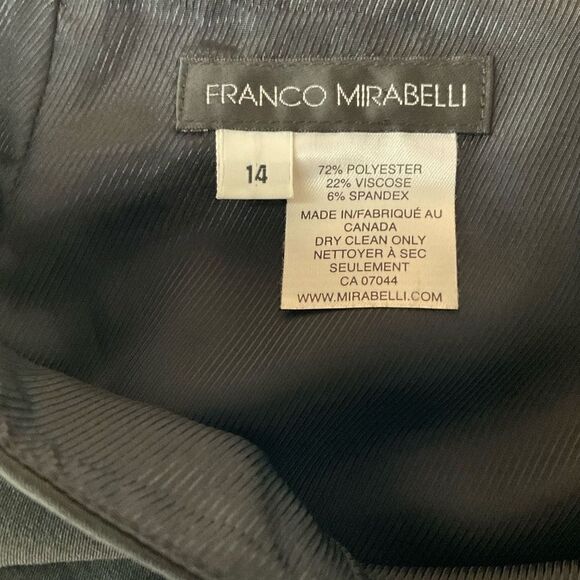 FRANCO MIRABELLI
14
72% POLYESTER
22% VISCOSE
6% SPANDEX
MADE IN/FABRIQUÉ AU
CANADA
DRY CLEAN ONLY
NETTOYER À SEC
SEULEMENT
CA 07044
WWW.MIRABELLI.COM